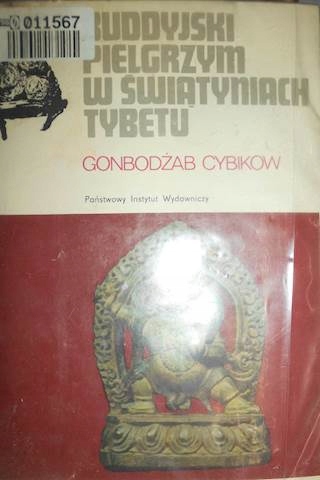 011567
BUDDYJSKI
PIELGRZYM
W ŚWIĄTYNIACH
TYBETU
GONBODŻAB CYBIKOW
Państwowy Instytut Wydawniczy